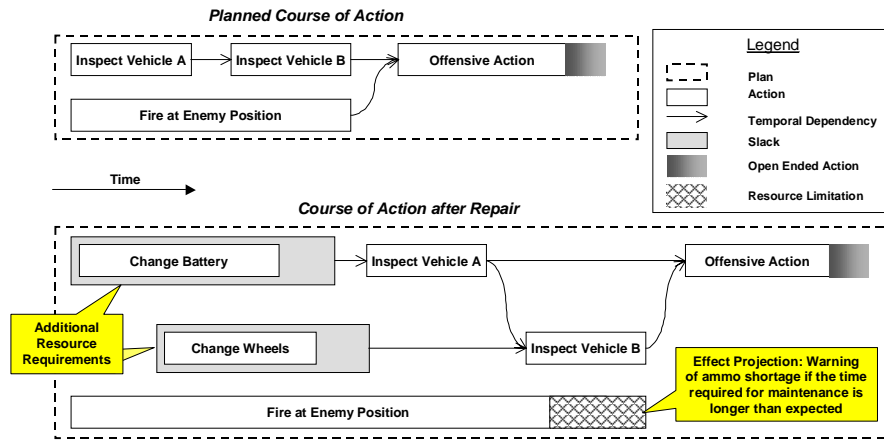 Planned Course of Action
Inspect Vehicle A
Inspect Vehicle B
Offensive Action
Fire at Enemy Position
Legend
Plan
Action
Temporal Dependency
Slack
Open Ended Action
Resource Limitation
Time
Course of Action after Repair
Change Battery
Inspect Vehicle A
Offensive Action
Additional
Resource
Requirements
Change Wheels
Inspect Vehicle B
Effect Projection: Warning
of ammo shortage if the time
required for maintenance is
longer than expected
Fire at Enemy Position